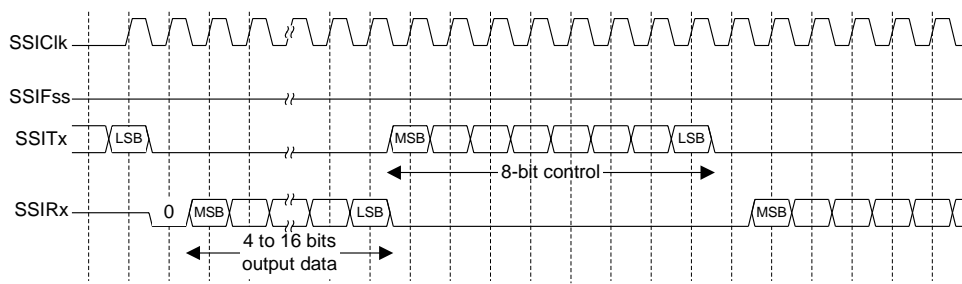 SSIClk
SSIFss
SSITx
LSB
MSB
LSB
8-bit control
SSIRx
0
MSB
LSB
MSB
4 to 16 bits
output data